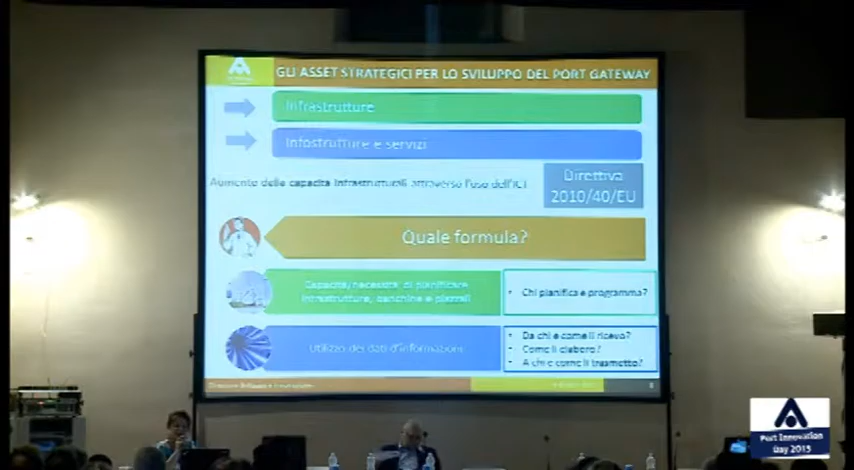 GLI ASSET STRATEGICI PER LO SVILUPPO DEL PORT GATEWAY
Infrastrutture
Infostrutture e servizi
Aumento delle capacità infrastrutturali attraverso l'uso dell'ICT
Direttiva
2010/40/EU
Quale formula?
Capacità/necessità di pianificare
infrastrutture, banchine e piazzali
• Chi pianifica e programma?
Utilizzo dei dati d'informazioni
• Da chi e come li ricevo?
• Come li elaboro?
• A chi e come li trasmetto?
Port Innovation
Day 2015